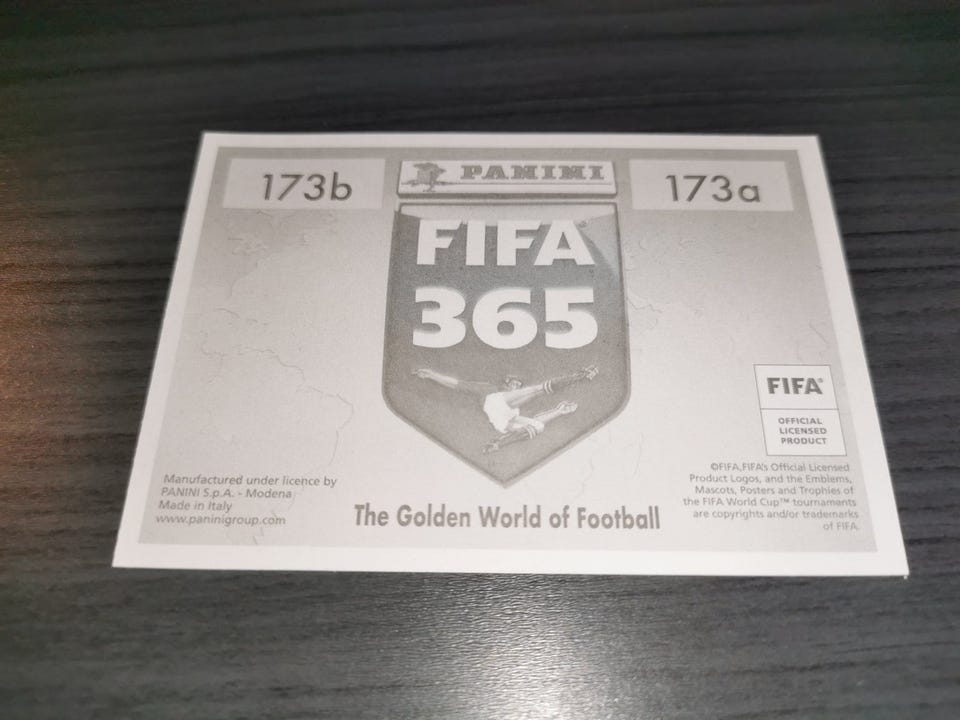 173b
PANINI
173a
FIFA
365
FIFA®
OFFICIAL
LICENSED
PRODUCT
Manufactured under licence by
PANINI S.p.A. - Modena
Made in Italy
www.paninigroup.com
The Golden World of Football
©FIFA,FIFA's Official Licensed
Product Logos, and the Emblems,
Mascots, Posters and Trophies of
the FIFA World Cup™ tournaments
are copyrights and/or trademarks
of FIFA.